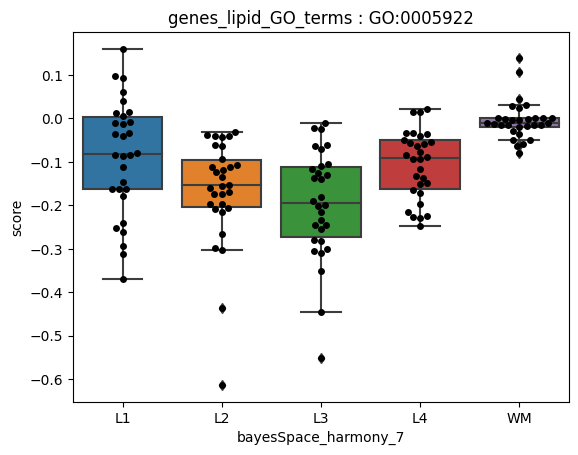 genes_lipid_GO_terms : GO:0005922
0.1
0.0
−0.1
−0.2
−0.3
−0.4
−0.5
−0.6
score
L1 L2 L3 L4 WM
bayesSpace_harmony_7